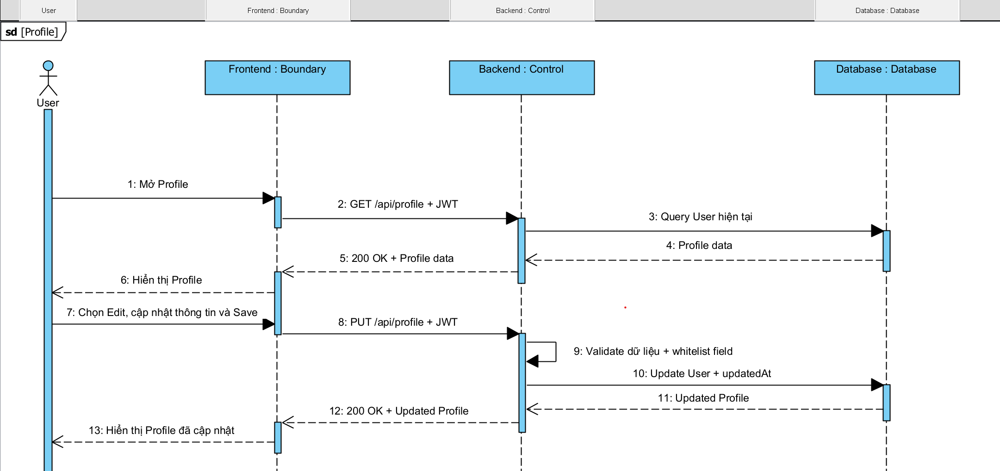 User
Frontend : Boundary
Backend : Control
Database : Database
sd [Profile]
User
Frontend : Boundary
Backend : Control
Database : Database
1: Mở Profile
2: GET /api/profile + JWT
3: Query User hiện tại
4: Profile data
5: 200 OK + Profile data
6: Hiển thị Profile
7: Chọn Edit, cập nhật thông tin và Save
8: PUT /api/profile + JWT
9: Validate dữ liệu + whitelist field
10: Update User + updatedAt
11: Updated Profile
12: 200 OK + Updated Profile
13: Hiển thị Profile đã cập nhật